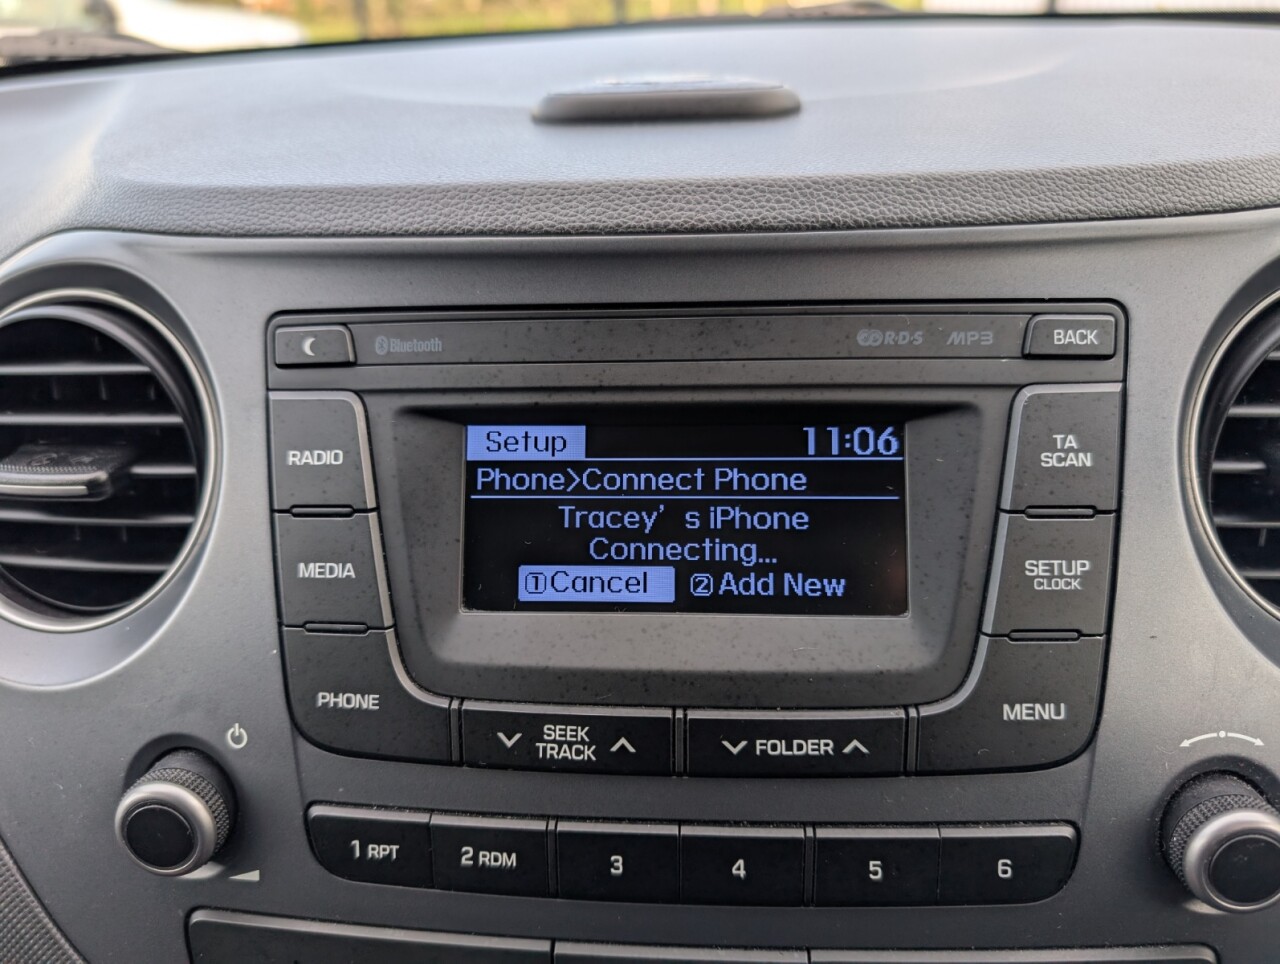 Bluetooth
R·D·S
MP3
BACK
RADIO
MEDIA
PHONE
Setup 11:06
Phone>Connect Phone
Tracey's iPhone
Connecting...
①Cancel ②Add New
TA
SCAN
SETUP
CLOCK
MENU
SEEK
TRACK
FOLDER
1 RPT
2 RDM
3
4
5
6